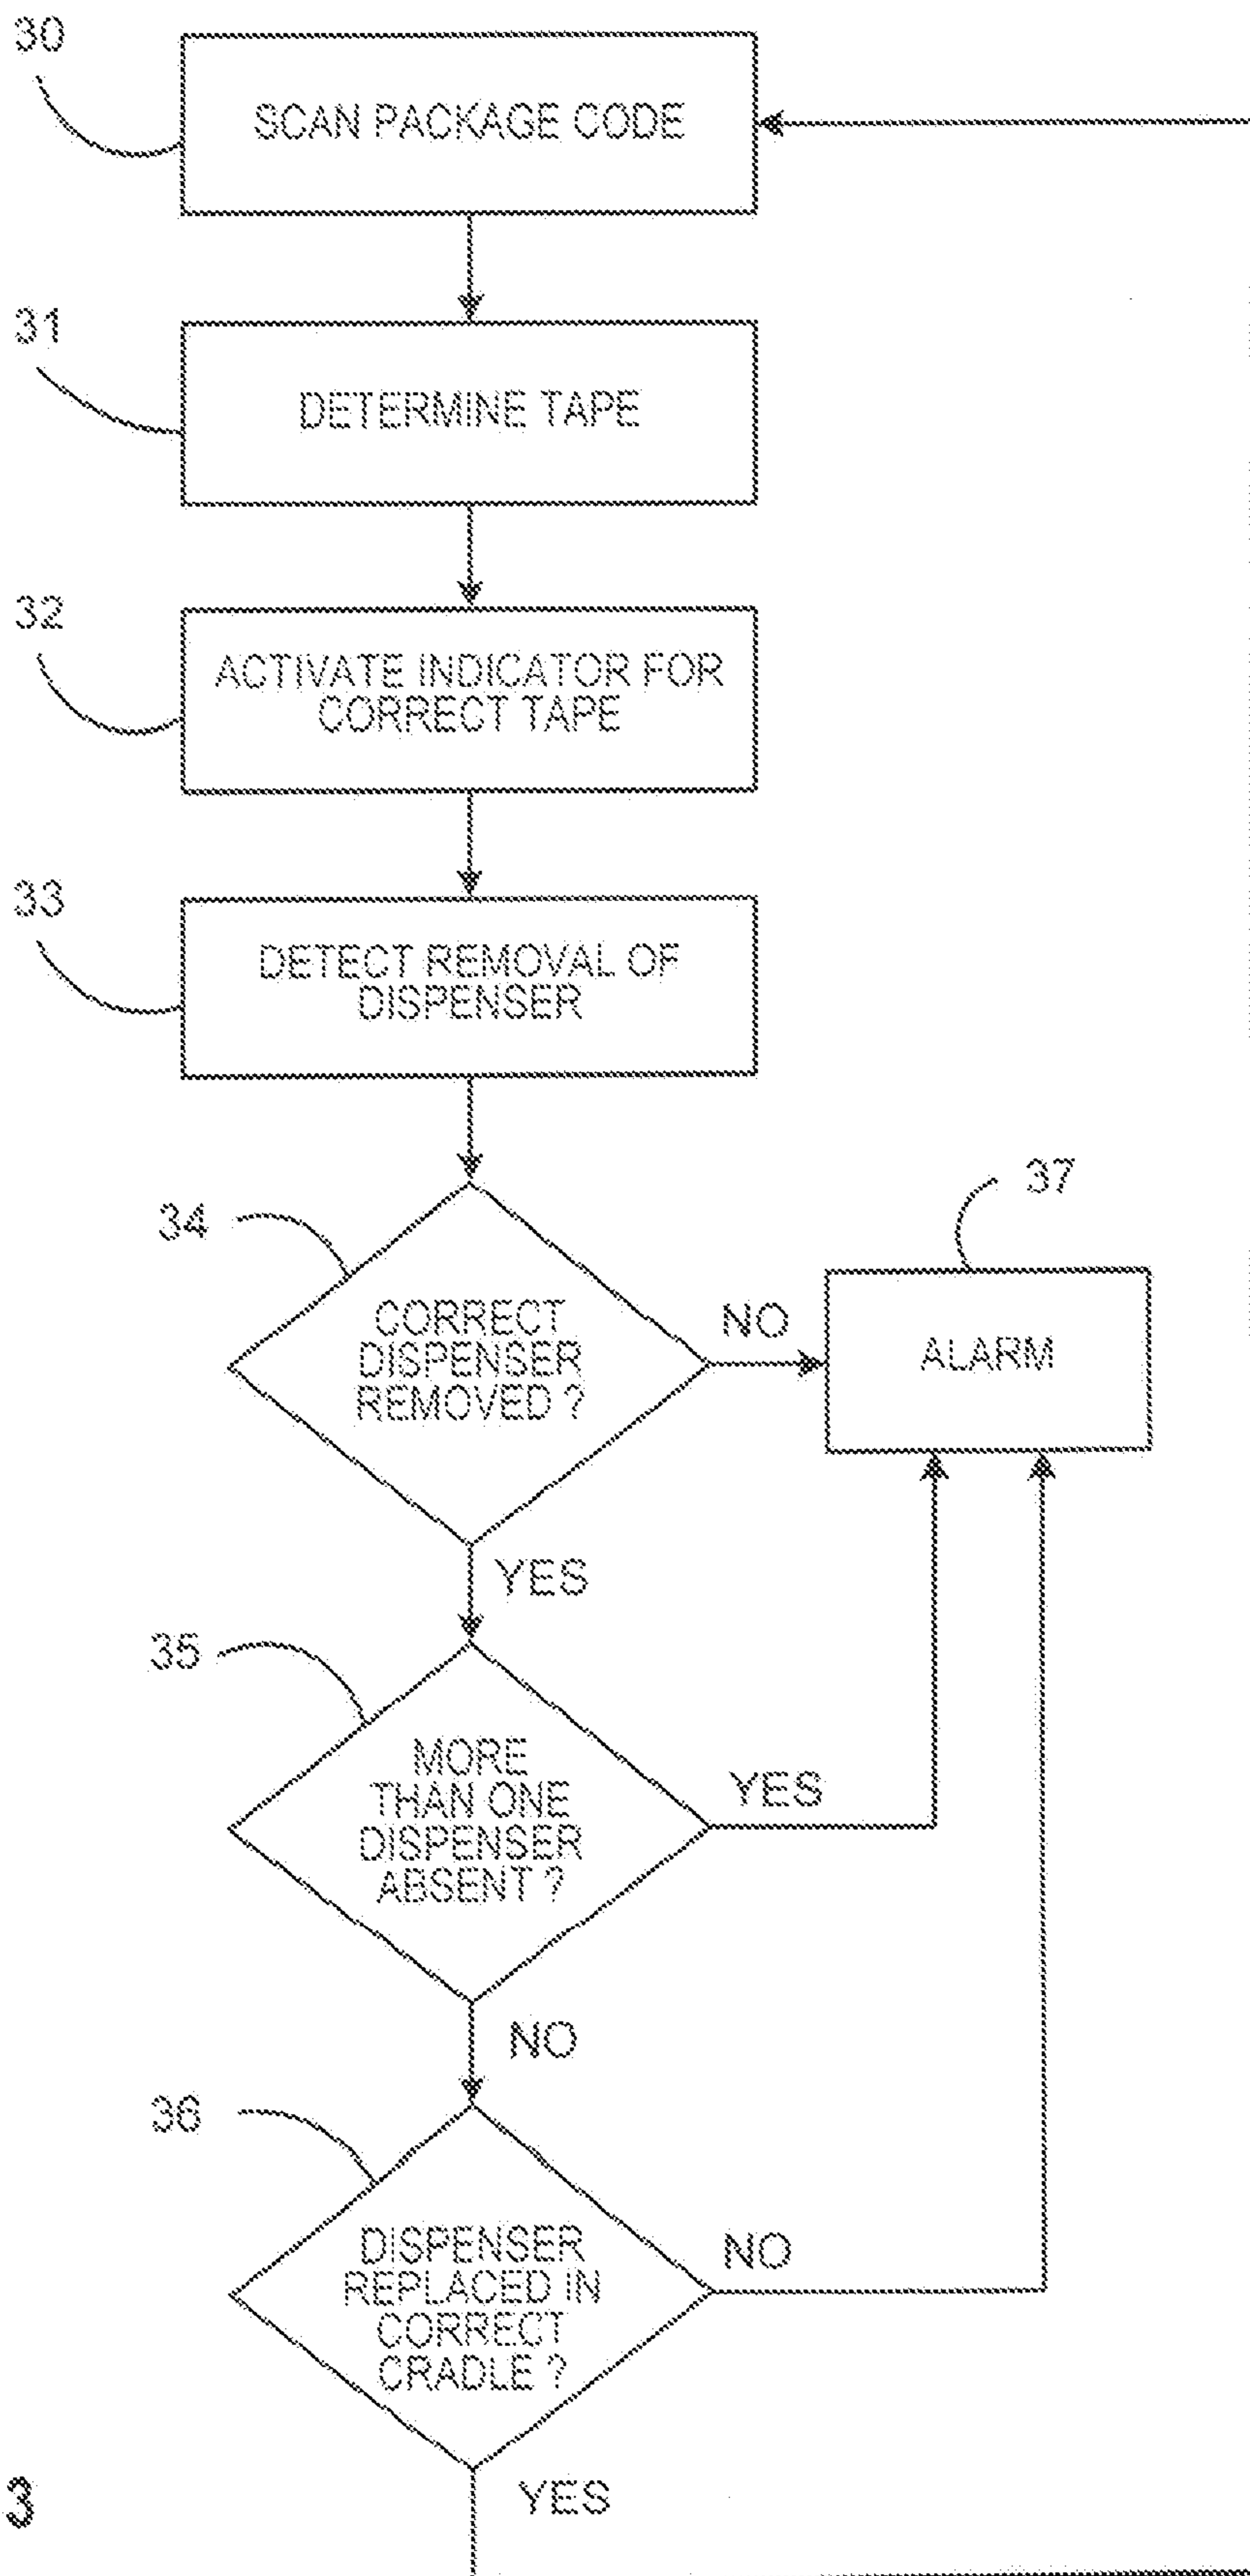 30
SCAN PACKAGE CODE
31
DETERMINE TAPE
32
ACTIVATE INDICATOR FOR
CORRECT TAPE
33
DETECT REMOVAL OF
DISPENSER
34
CORRECT
DISPENSER
REMOVED ?
NO
37
ALARM
YES
35
MORE
THAN ONE
DISPENSER
ABSENT ?
YES
NO
36
DISPENSER
REPLACED IN
CORRECT
CRADLE ?
NO
YES
3